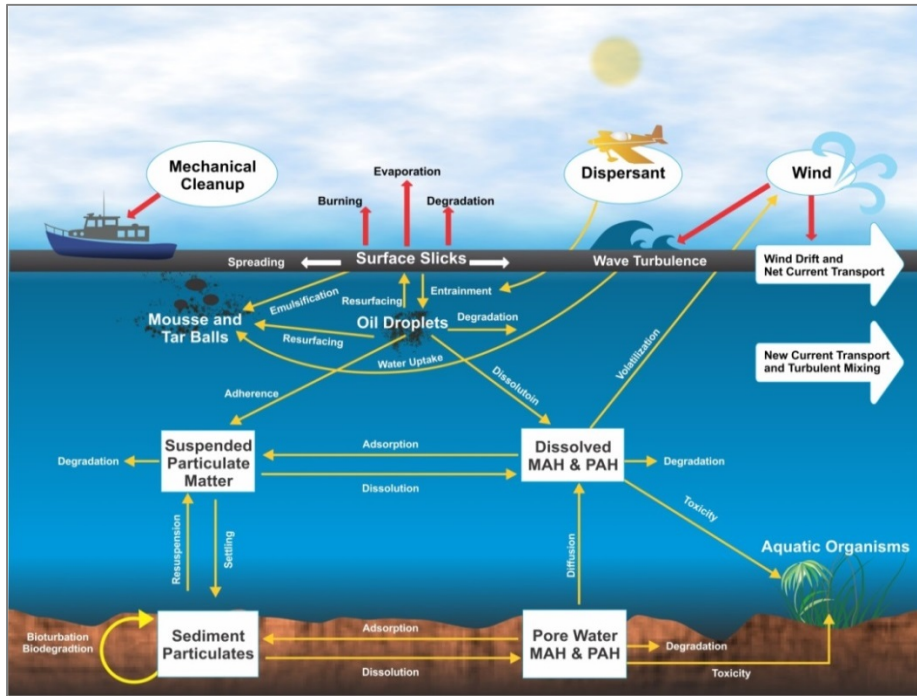 Mechanical
Cleanup
Evaporation
Burning
Degradation
Dispersant
Wind
Spreading
Surface Slicks
Wave Turbulence
Wind Drift and
Net Current Transport
Emulsification
Resurfacing
Entrainment
Mousse and
Tar Balls
Oil Droplets
Degradation
Resurfacing
Water Uptake
Volatilization
New Current Transport
and Turbulent Mixing
Adherence
Dissolutoin
Suspended
Particulate
Matter
Adsorption
Dissolved
MAH & PAH
Degradation
Degradation
Dissolution
Toxicity
Resuspension
Settling
Diffusion
Aquatic Organisms
Bioturbation
Biodegradtion
Sediment
Particulates
Adsorption
Pore Water
MAH & PAH
Degradation
Dissolution
Toxicity